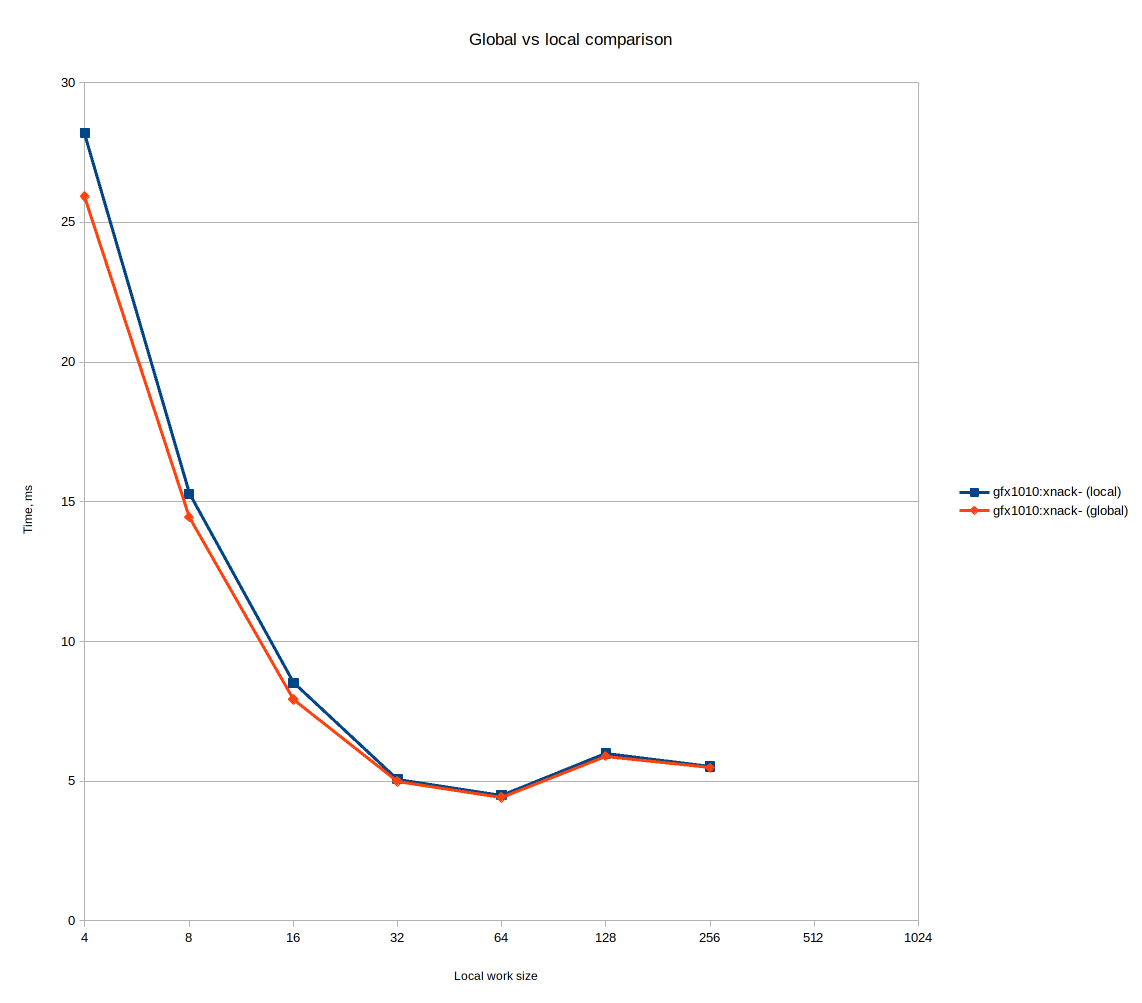 Global vs local comparison
30
25
20
15
10
5
0
4 8 16 32 64 128 256 512 1024
Time, ms
Local work size
gfx1010:xnack- (local)
gfx1010:xnack- (global)